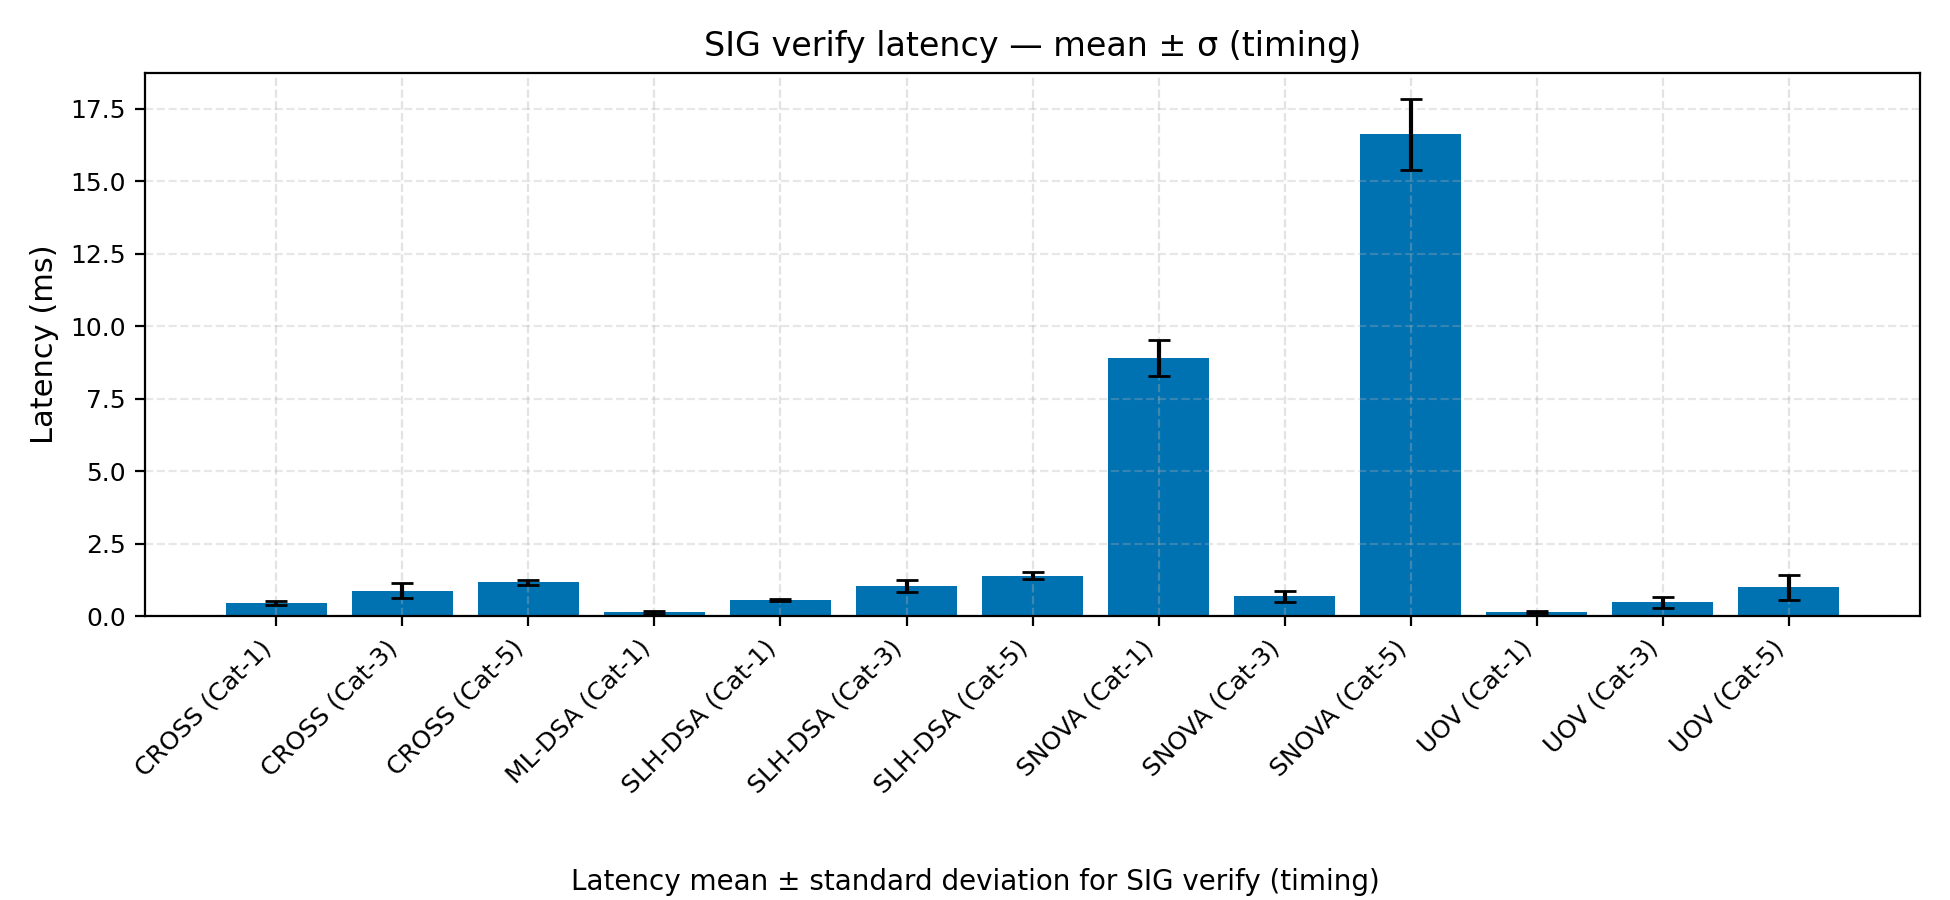 SIG verify latency — mean ± σ (timing)
Latency (ms)
17.5
15.0
12.5
10.0
7.5
5.0
2.5
0.0
CROSS (Cat-1)
CROSS (Cat-3)
CROSS (Cat-5)
ML-DSA (Cat-1)
SLH-DSA (Cat-1)
SLH-DSA (Cat-3)
SLH-DSA (Cat-5)
SNOVA (Cat-1)
SNOVA (Cat-3)
SNOVA (Cat-5)
UOV (Cat-1)
UOV (Cat-3)
UOV (Cat-5)
Latency mean ± standard deviation for SIG verify (timing)